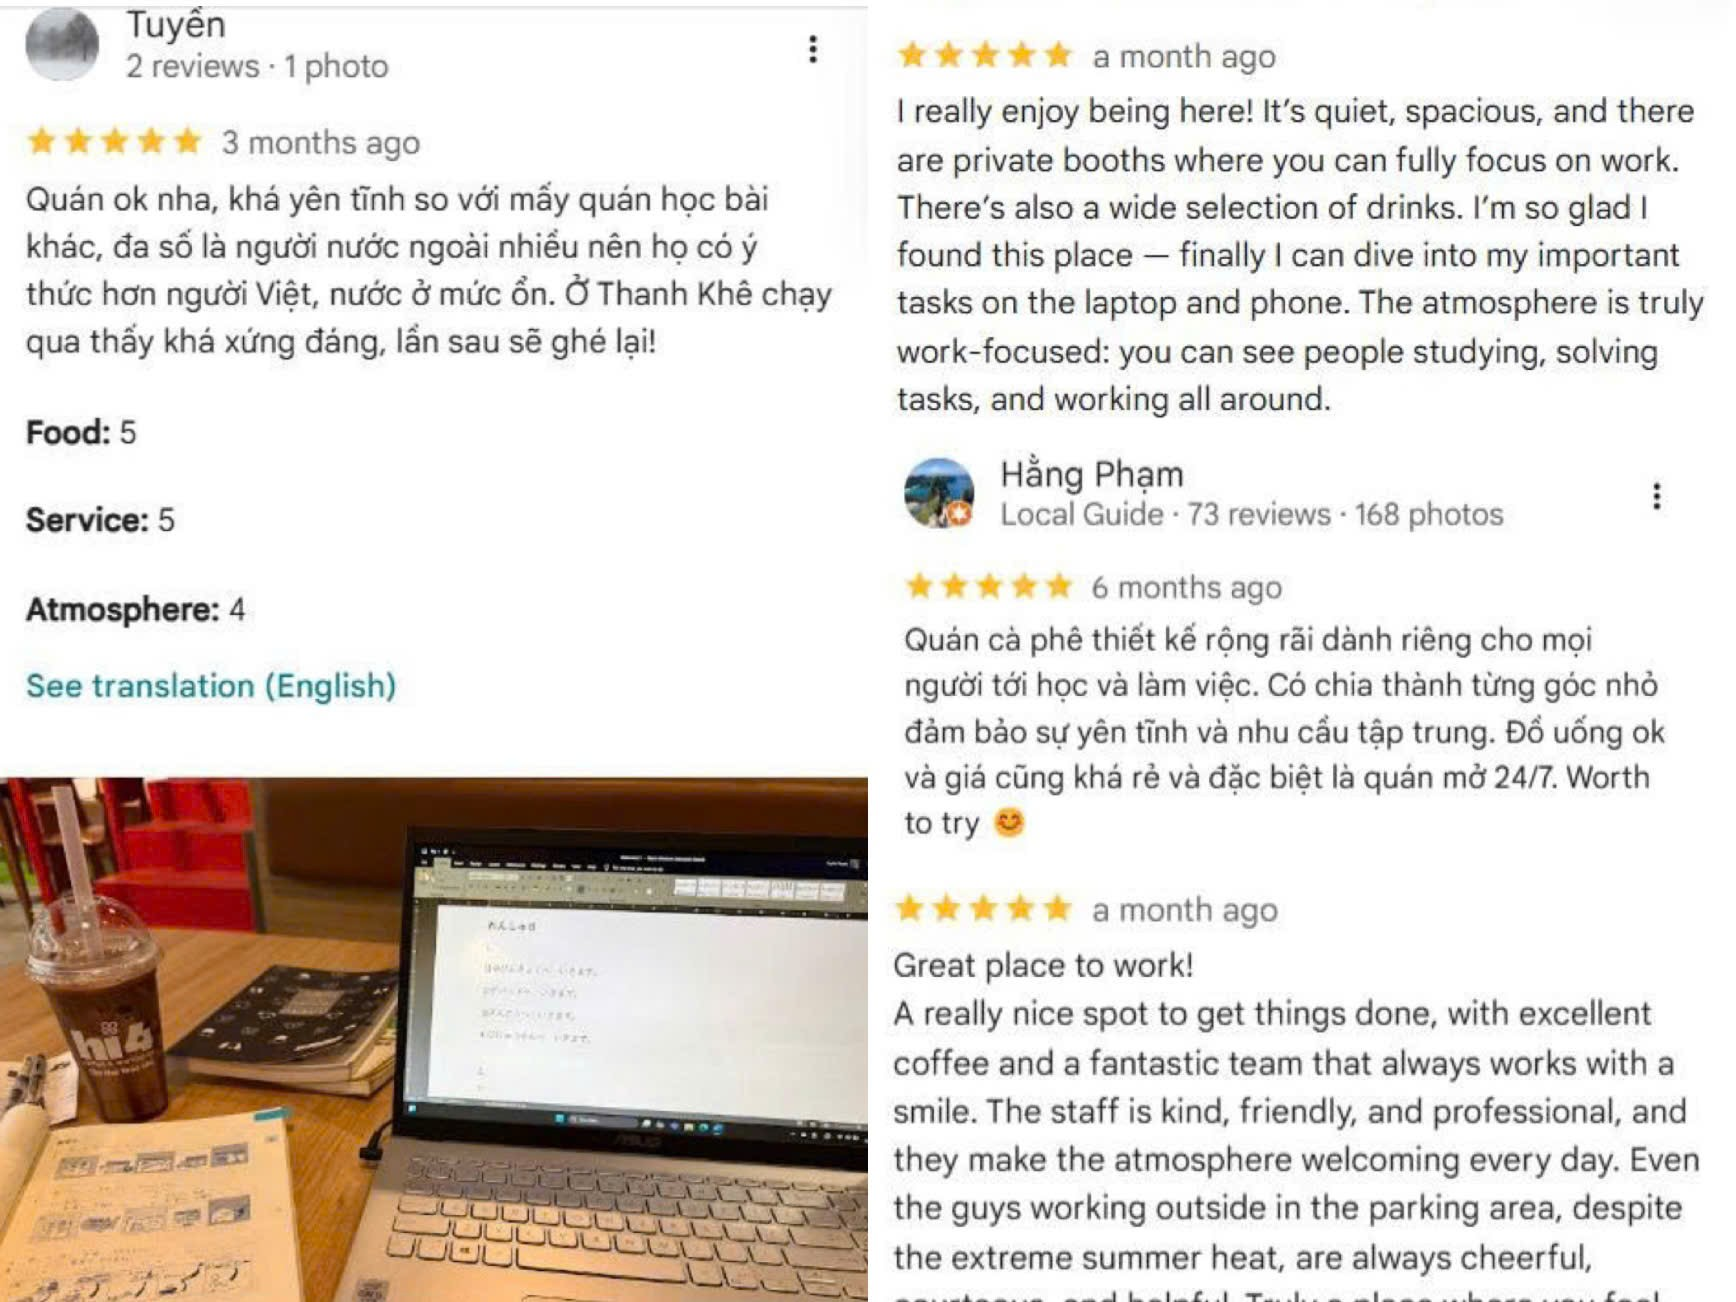 Tuyền
2 reviews · 1 photo
3 months ago
Quán ok nha, khá yên tĩnh so với mấy quán học bài
khác, đa số là người nước ngoài nhiều nên họ có ý
thức hơn người Việt, nước ở mức ổn. Ở Thanh Khê chạy
qua thấy khá xứng đáng, lần sau sẽ ghé lại!
Food: 5
Service: 5
Atmosphere: 4
See translation (English)
hi6
a month ago
I really enjoy being here! It's quiet, spacious, and there
are private booths where you can fully focus on work.
There's also a wide selection of drinks. I'm so glad I
found this place — finally I can dive into my important
tasks on the laptop and phone. The atmosphere is truly
work-focused: you can see people studying, solving
tasks, and working all around.
Hằng Phạm
Local Guide · 73 reviews · 168 photos
6 months ago
Quán cà phê thiết kế rộng rãi dành riêng cho mọi
người tới học và làm việc. Có chia thành từng góc nhỏ
đảm bảo sự yên tĩnh và nhu cầu tập trung. Đồ uống ok
và giá cũng khá rẻ và đặc biệt là quán mở 24/7. Worth
to try 😊
a month ago
Great place to work!
A really nice spot to get things done, with excellent
coffee and a fantastic team that always works with a
smile. The staff is kind, friendly, and professional, and
they make the atmosphere welcoming every day. Even
the guys working outside in the parking area, despite
the extreme summer heat, are always cheerful,